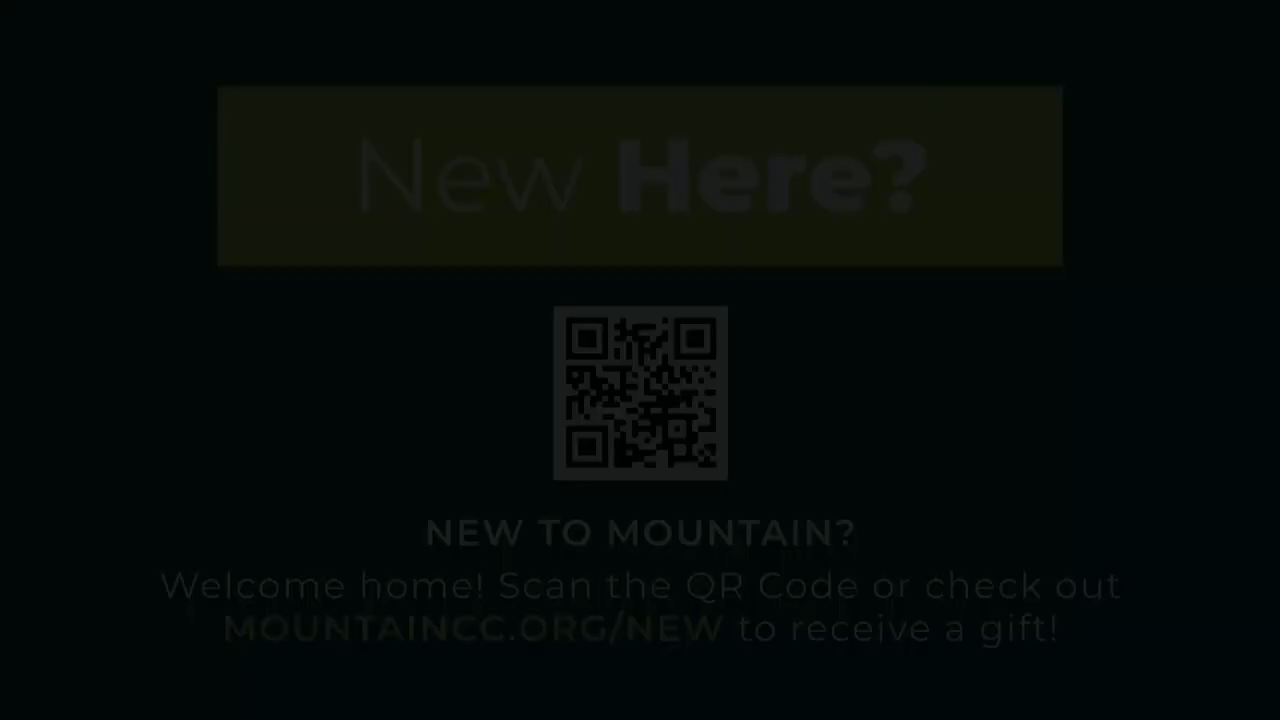 New Here?
NEW TO MOUNTAIN?
Welcome home! Scan the QR Code or check out
MOUNTAINCC.ORG/NEW to receive a gift!